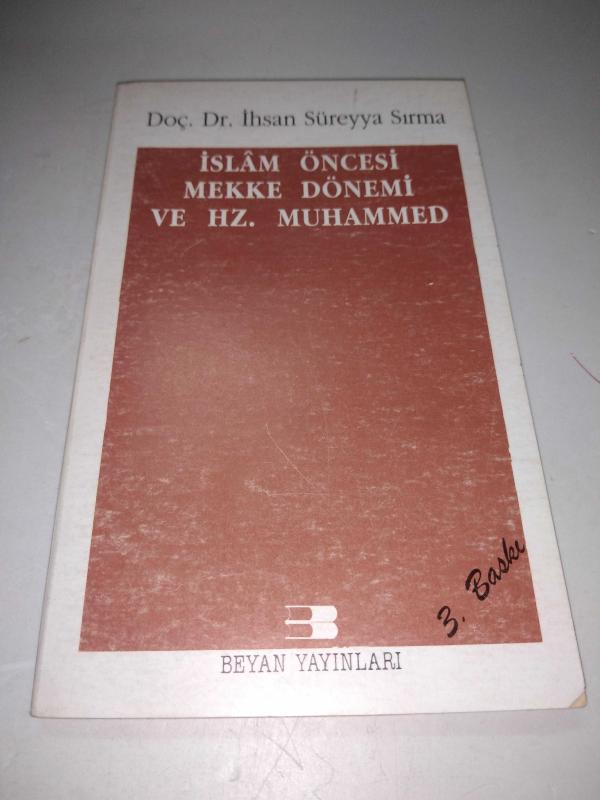 Doç. Dr. İhsan Süreyya Sırma
İSLÂM ÖNCESİ
MEKKE DÖNEMİ
VE HZ. MUHAMMED
3. Baskı
BEYAN YAYINLARI